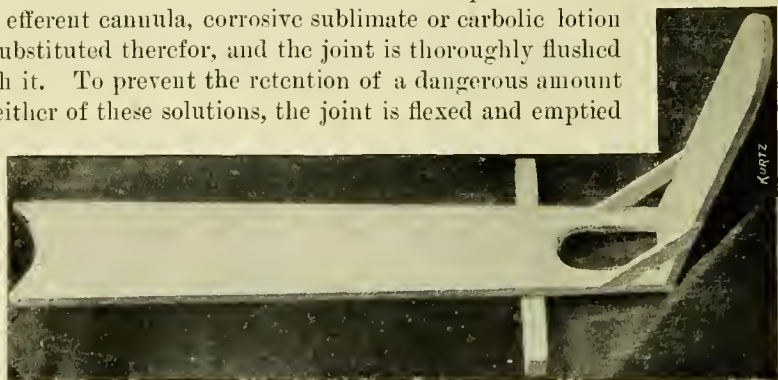 efferent cannula, corrosive sublimate or carbolic lotion
ubstituted therefor, and the joint is thoroughly flushed
h it. To prevent the retention of a dangerous amount
either of these solutions, the joint is flexed and emptied
KURTZ